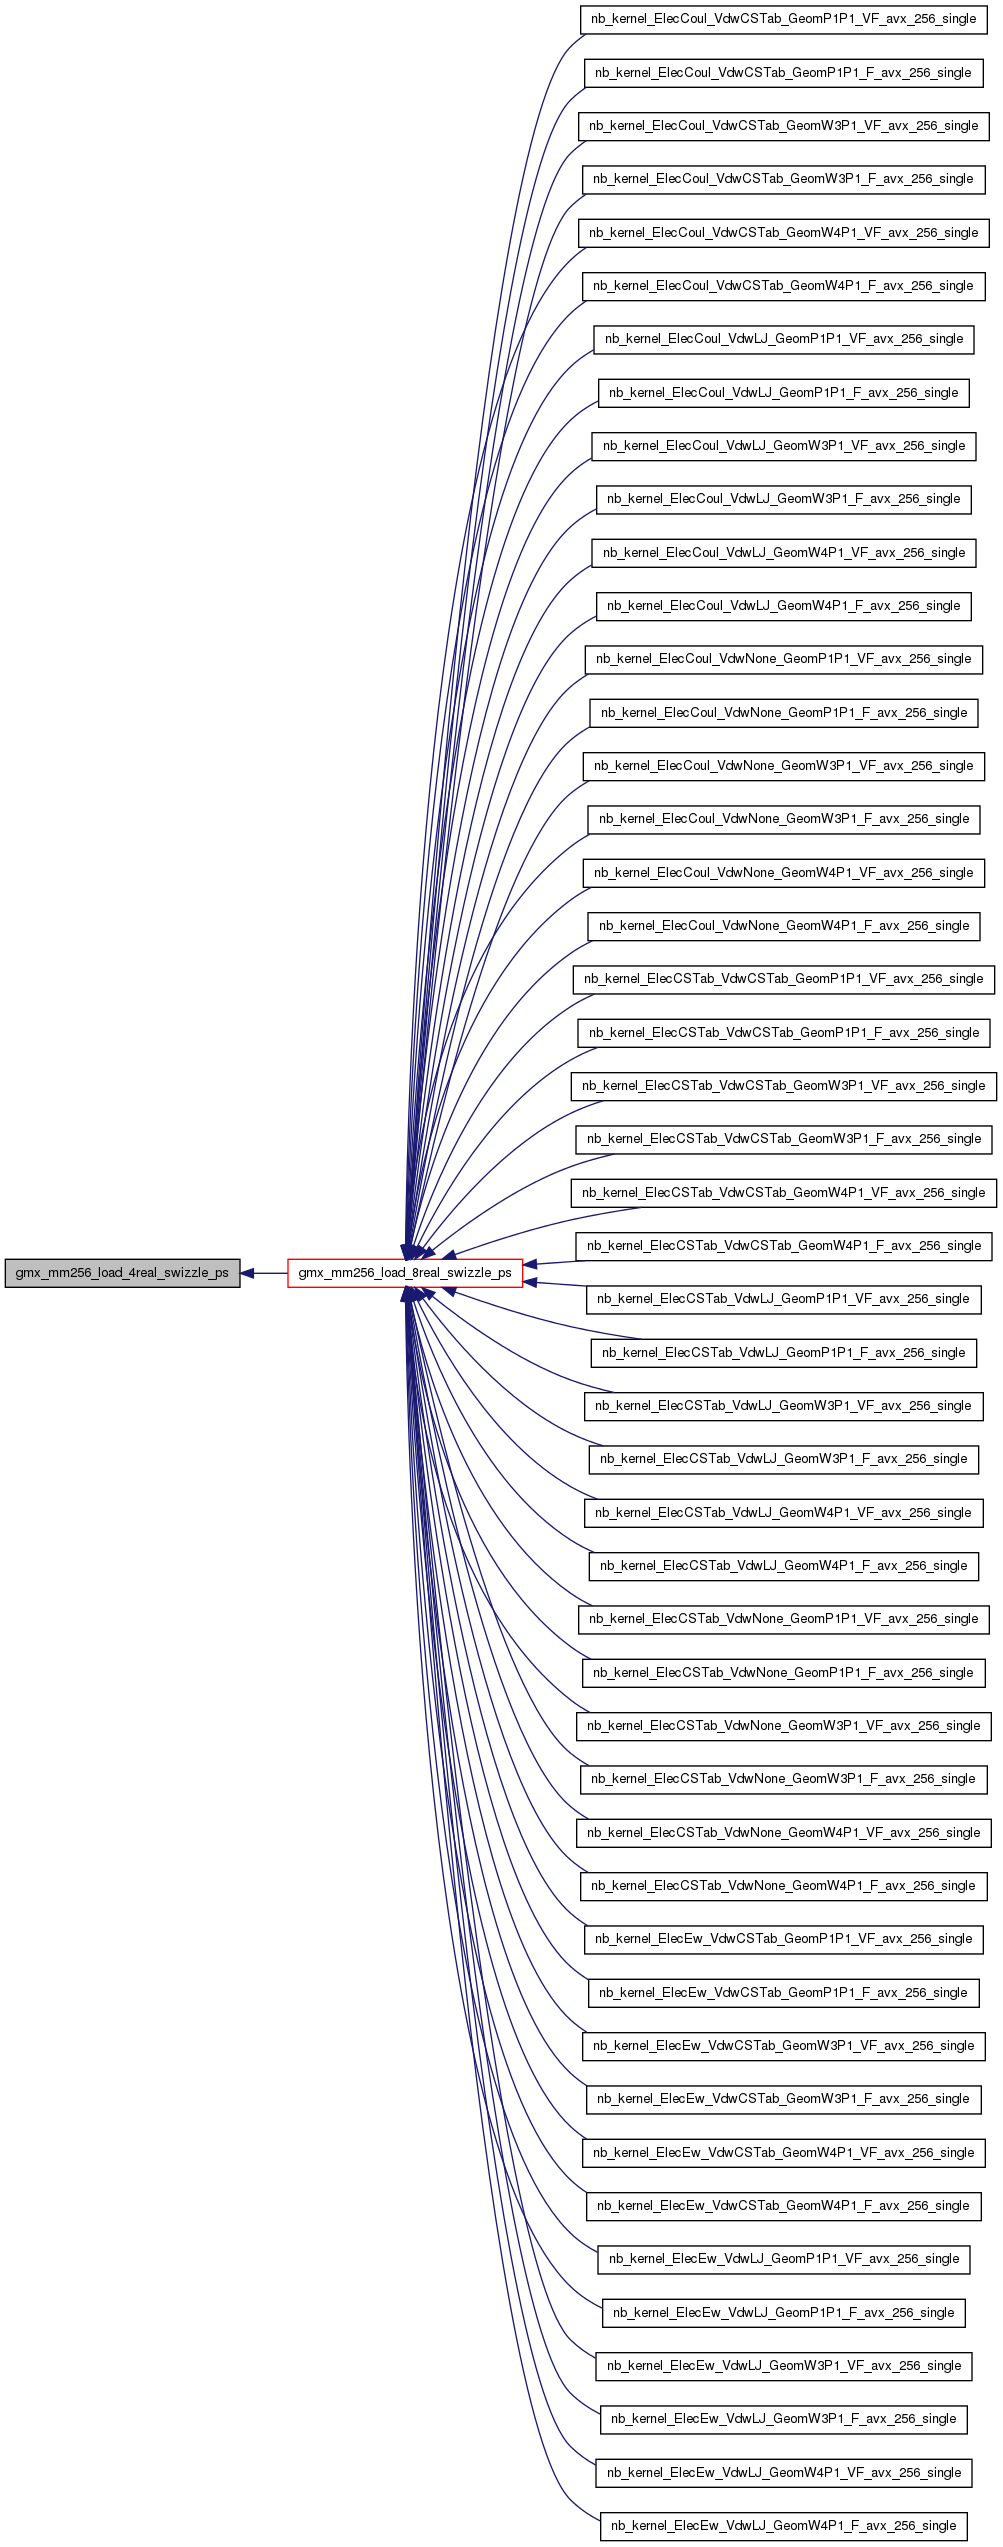 nb_kernel_ElecCoul_VdwCSTab_GeomP1P1_VF_avx_256_single
nb_kernel_ElecCoul_VdwCSTab_GeomP1P1_F_avx_256_single
nb_kernel_ElecCoul_VdwCSTab_GeomW3P1_VF_avx_256_single
nb_kernel_ElecCoul_VdwCSTab_GeomW3P1_F_avx_256_single
nb_kernel_ElecCoul_VdwCSTab_GeomW4P1_VF_avx_256_single
nb_kernel_ElecCoul_VdwCSTab_GeomW4P1_F_avx_256_single
nb_kernel_ElecCoul_VdwLJ_GeomP1P1_VF_avx_256_single
nb_kernel_ElecCoul_VdwLJ_GeomP1P1_F_avx_256_single
nb_kernel_ElecCoul_VdwLJ_GeomW3P1_VF_avx_256_single
nb_kernel_ElecCoul_VdwLJ_GeomW3P1_F_avx_256_single
nb_kernel_ElecCoul_VdwLJ_GeomW4P1_VF_avx_256_single
nb_kernel_ElecCoul_VdwLJ_GeomW4P1_F_avx_256_single
nb_kernel_ElecCoul_VdwNone_GeomP1P1_VF_avx_256_single
nb_kernel_ElecCoul_VdwNone_GeomP1P1_F_avx_256_single
nb_kernel_ElecCoul_VdwNone_GeomW3P1_VF_avx_256_single
nb_kernel_ElecCoul_VdwNone_GeomW3P1_F_avx_256_single
nb_kernel_ElecCoul_VdwNone_GeomW4P1_VF_avx_256_single
nb_kernel_ElecCoul_VdwNone_GeomW4P1_F_avx_256_single
nb_kernel_ElecCSTab_VdwCSTab_GeomP1P1_VF_avx_256_single
nb_kernel_ElecCSTab_VdwCSTab_GeomP1P1_F_avx_256_single
nb_kernel_ElecCSTab_VdwCSTab_GeomW3P1_VF_avx_256_single
nb_kernel_ElecCSTab_VdwCSTab_GeomW3P1_F_avx_256_single
nb_kernel_ElecCSTab_VdwCSTab_GeomW4P1_VF_avx_256_single
nb_kernel_ElecCSTab_VdwCSTab_GeomW4P1_F_avx_256_single
gmx_mm256_load_4real_swizzle_ps
gmx_mm256_load_8real_swizzle_ps
nb_kernel_ElecCSTab_VdwLJ_GeomP1P1_VF_avx_256_single
nb_kernel_ElecCSTab_VdwLJ_GeomP1P1_F_avx_256_single
nb_kernel_ElecCSTab_VdwLJ_GeomW3P1_VF_avx_256_single
nb_kernel_ElecCSTab_VdwLJ_GeomW3P1_F_avx_256_single
nb_kernel_ElecCSTab_VdwLJ_GeomW4P1_VF_avx_256_single
nb_kernel_ElecCSTab_VdwLJ_GeomW4P1_F_avx_256_single
nb_kernel_ElecCSTab_VdwNone_GeomP1P1_VF_avx_256_single
nb_kernel_ElecCSTab_VdwNone_GeomP1P1_F_avx_256_single
nb_kernel_ElecCSTab_VdwNone_GeomW3P1_VF_avx_256_single
nb_kernel_ElecCSTab_VdwNone_GeomW3P1_F_avx_256_single
nb_kernel_ElecCSTab_VdwNone_GeomW4P1_VF_avx_256_single
nb_kernel_ElecCSTab_VdwNone_GeomW4P1_F_avx_256_single
nb_kernel_ElecEw_VdwCSTab_GeomP1P1_VF_avx_256_single
nb_kernel_ElecEw_VdwCSTab_GeomP1P1_F_avx_256_single
nb_kernel_ElecEw_VdwCSTab_GeomW3P1_VF_avx_256_single
nb_kernel_ElecEw_VdwCSTab_GeomW3P1_F_avx_256_single
nb_kernel_ElecEw_VdwCSTab_GeomW4P1_VF_avx_256_single
nb_kernel_ElecEw_VdwCSTab_GeomW4P1_F_avx_256_single
nb_kernel_ElecEw_VdwLJ_GeomP1P1_VF_avx_256_single
nb_kernel_ElecEw_VdwLJ_GeomP1P1_F_avx_256_single
nb_kernel_ElecEw_VdwLJ_GeomW3P1_VF_avx_256_single
nb_kernel_ElecEw_VdwLJ_GeomW3P1_F_avx_256_single
nb_kernel_ElecEw_VdwLJ_GeomW4P1_VF_avx_256_single
nb_kernel_ElecEw_VdwLJ_GeomW4P1_F_avx_256_single